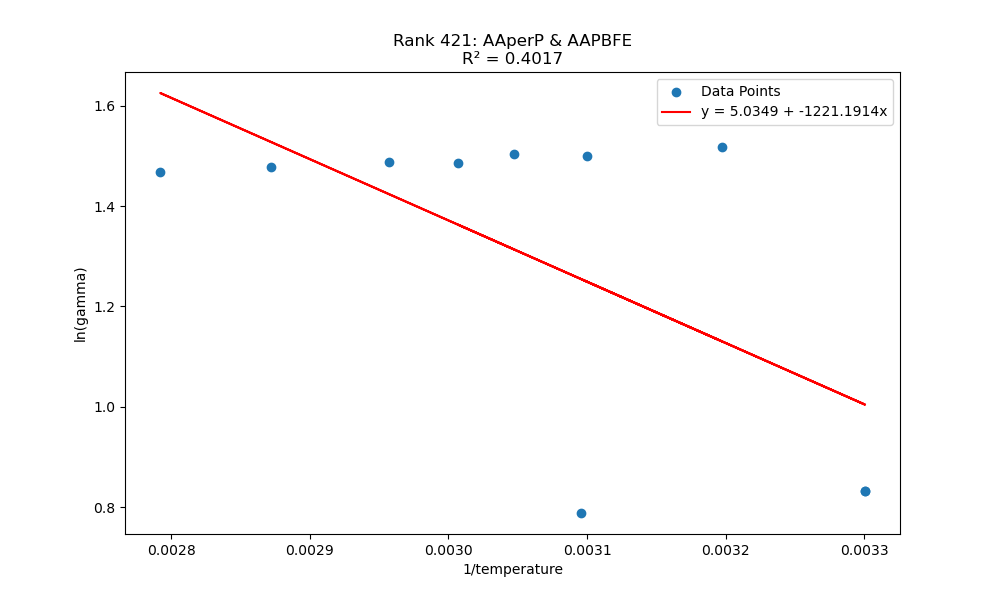 Rank 421: AAperP & AAPBFE
R² = 0.4017
Data Points
y = 5.0349 + -1221.1914x
ln(gamma)
1.6
1.4
1.2
1.0
0.8
0.0028 0.0029 0.0030 0.0031 0.0032 0.0033
1/temperature